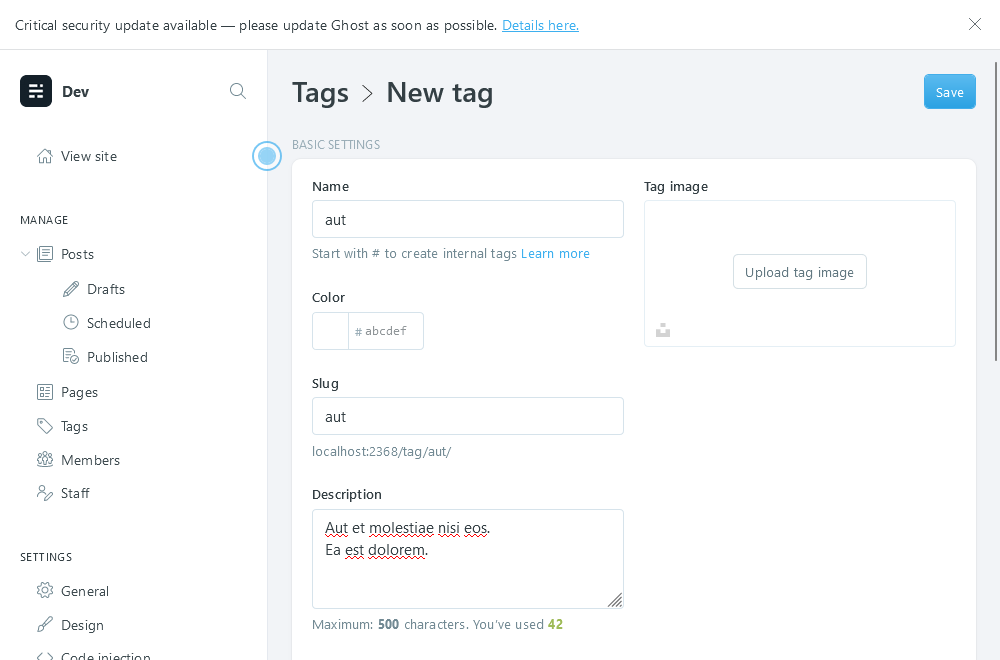 Critical security update available — please update Ghost as soon as possible. Details here.
Dev
View site
MANAGE
Posts
Drafts
Scheduled
Published
Pages
Tags
Members
Staff
SETTINGS
General
Design
Code injection
Tags > New tag
Save
BASIC SETTINGS
Name
aut
Start with # to create internal tags Learn more
Color
# abcdef
Slug
aut
localhost:2368/tag/aut/
Description
Aut et molestiae nisi eos.
Ea est dolorem.
Maximum: 500 characters. You've used 42
Tag image
Upload tag image